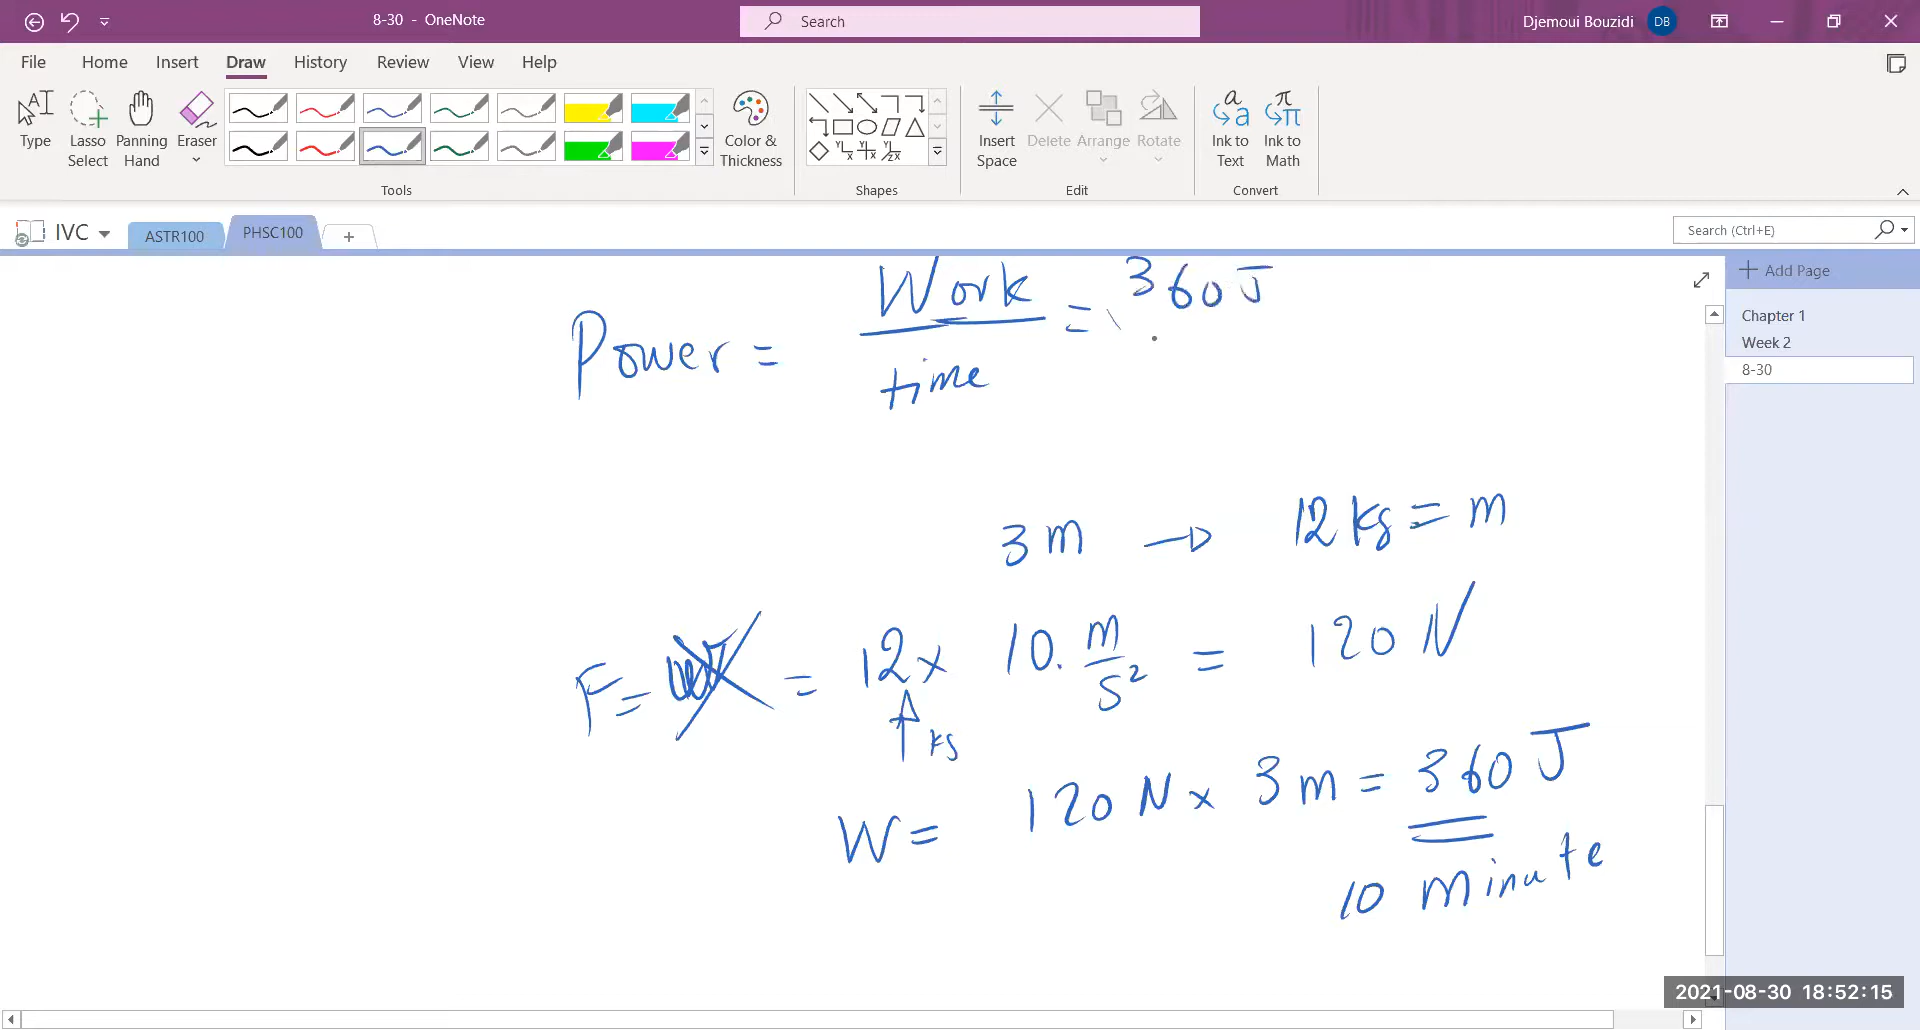 8-30 - OneNote
Search
Djemoui Bouzidi
DB
File Home Insert Draw History Review View Help
Type
Lasso Select
Panning Hand
Eraser
Color & Thickness
Insert Space
Delete
Arrange
Rotate
Ink to Text
Ink to Math
Tools
Shapes
Edit
Convert
IVC
ASTR100
PHSC100
+
Search (Ctrl+E)
Add Page
Chapter 1
Week 2
8-30
Power = Work / time = 360 J
3 m → 12 kg = m
F = = 12 x 10. m/s² = 120 N
↑ kg
W = 120 N x 3 m = 360 J
10 minute
2021-08-30 18:52:15